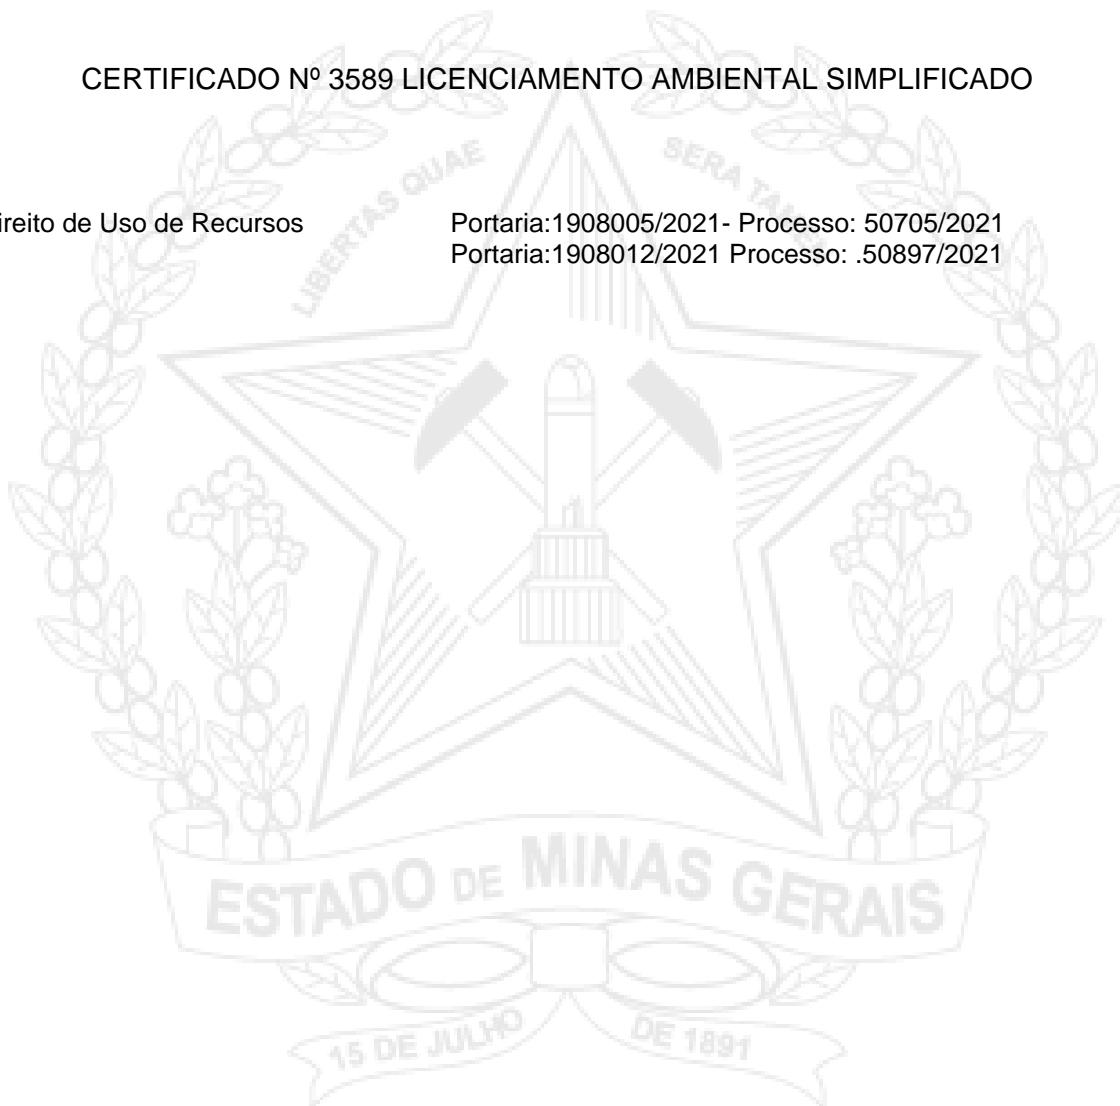 CERTIFICADO Nº 3589 LICENCIAMENTO AMBIENTAL SIMPLIFICADO
LIBERTAS QUAE SERA TAMEN
ireito de Uso de Recursos Portaria:1908005/2021- Processo: 50705/2021
Portaria:1908012/2021 Processo: .50897/2021
ESTADO DE MINAS GERAIS
15 DE JULHO DE 1891